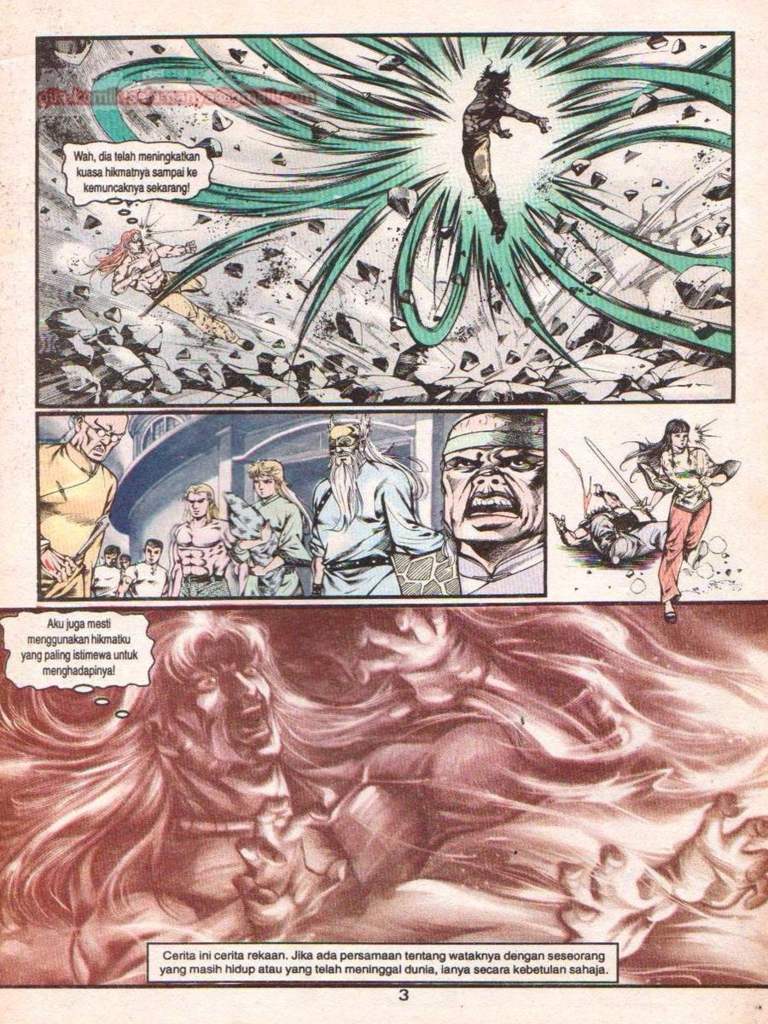 Wah, dia telah meningkatkan
kuasa hikmatnya sampai ke
kemuncaknya sekarang!
Aku juga mesti
menggunakan hikmatku
yang paling istimewa untuk
menghadapinya!
Cerita ini cerita rekaan. Jika ada persamaan tentang wataknya dengan seseorang
yang masih hidup atau yang telah meninggal dunia, ianya secara kebetulan sahaja.
3